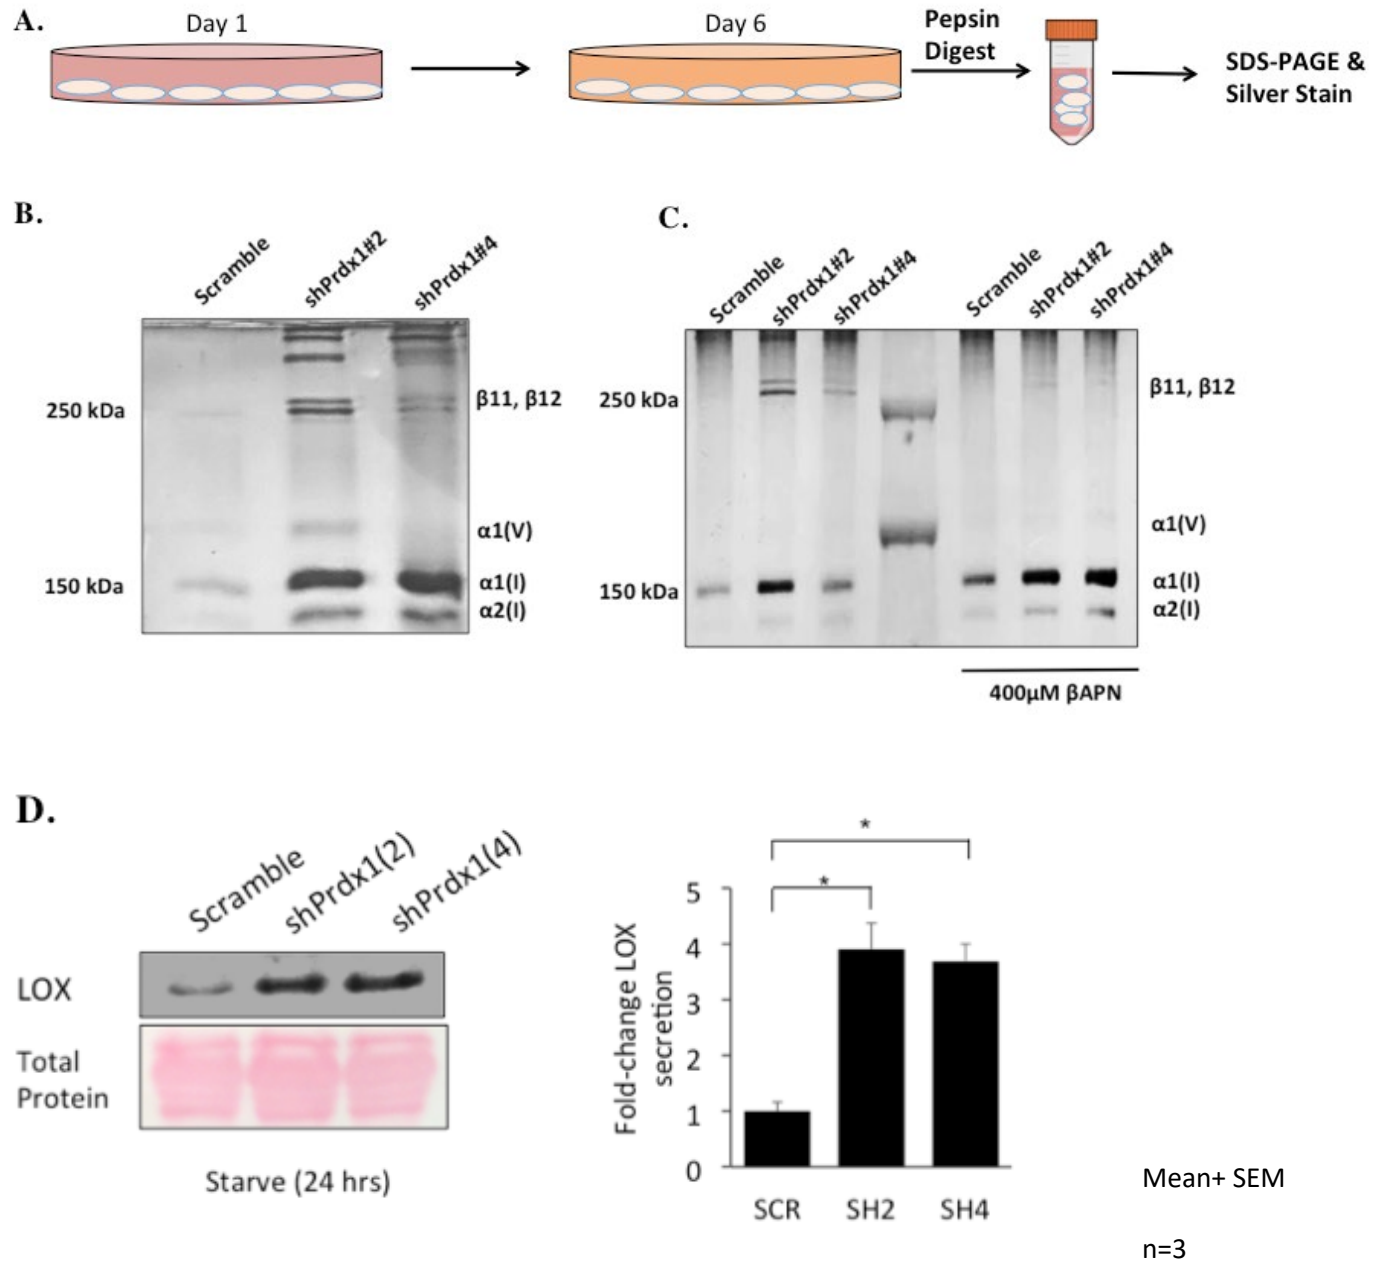 A.
Day 1
Day 6
Pepsin
Digest
SDS-PAGE &
Silver Stain
B.
Scramble
shPrdx1#2
shPrdx1#4
250 kDa
150 kDa
β11, β12
α1(V)
α1(I)
α2(I)
C.
Scramble
shPrdx1#2
shPrdx1#4
Scramble
shPrdx1#2
shPrdx1#4
250 kDa
150 kDa
β11, β12
α1(V)
α1(I)
α2(I)
400μM βAPN
D.
Scramble
shPrdx1(2)
shPrdx1(4)
LOX
Total
Protein
Starve (24 hrs)
*
*
Fold-change LOX
secretion
5
4
3
2
1
0
SCR
SH2
SH4
Mean+ SEM
n=3